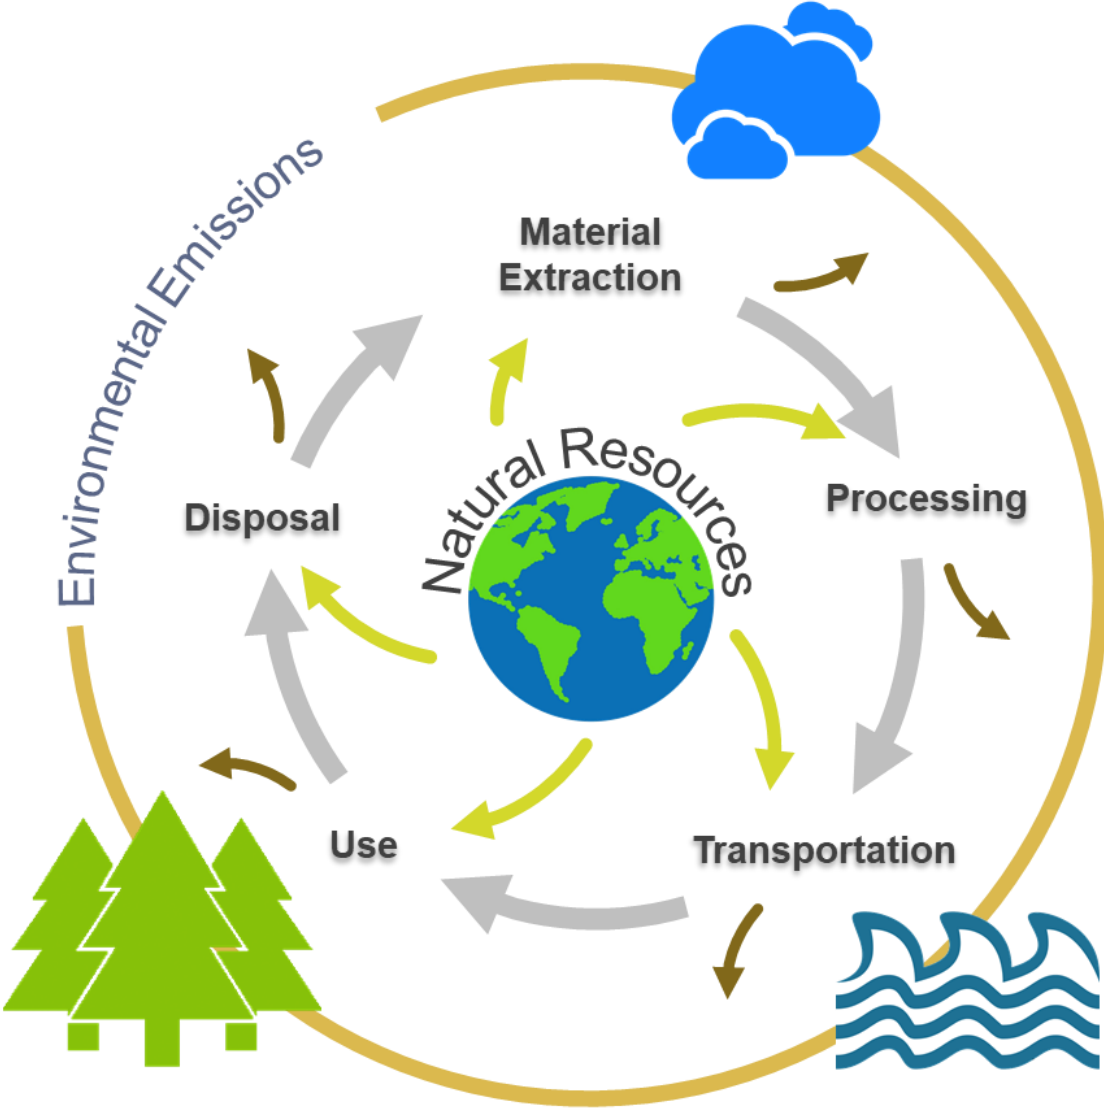 Environmental Emissions
Material
Extraction
Natural Resources
Processing
Disposal
Use
Transportation